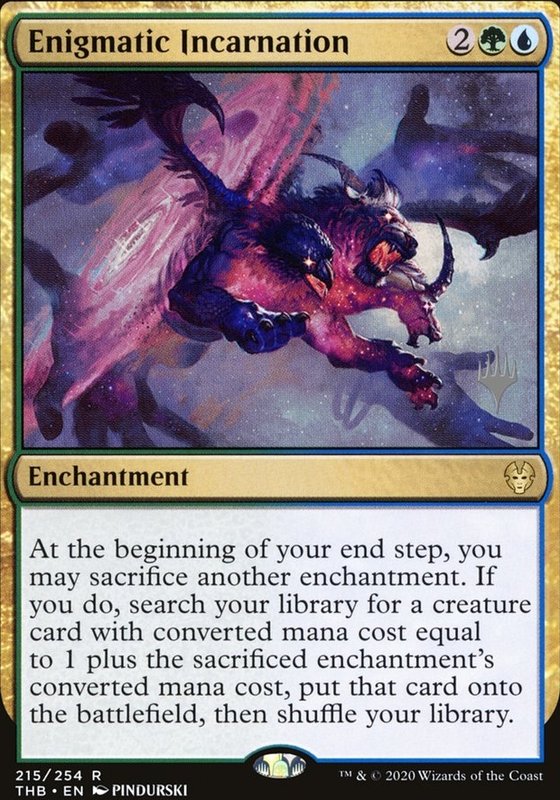 Enigmatic Incarnation 2
Enchantment
At the beginning of your end step, you
may sacrifice another enchantment. If
you do, search your library for a creature
card with converted mana cost equal
to 1 plus the sacrificed enchantment's
converted mana cost, put that card onto
the battlefield, then shuffle your library.
215/254 R
THB • EN PINDURSKI
™ & © 2020 Wizards of the Coast